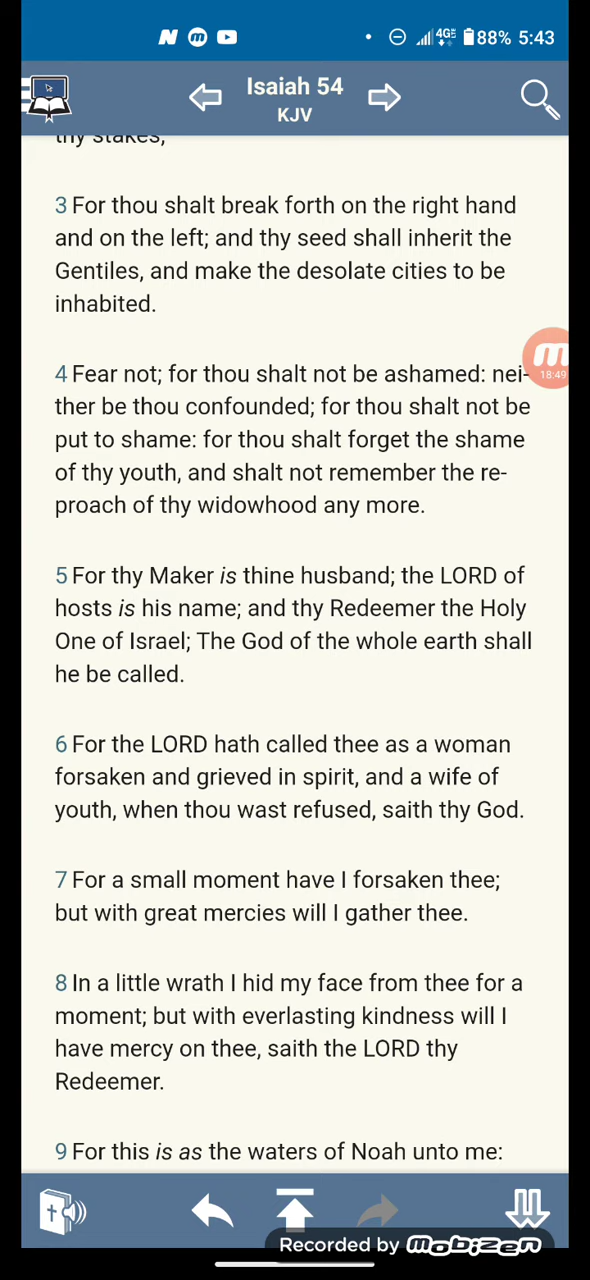 4GE 88% 5:43
Isaiah 54
KJV
thy stakes;
3 For thou shalt break forth on the right hand
and on the left; and thy seed shall inherit the
Gentiles, and make the desolate cities to be
inhabited.
18:49
4 Fear not; for thou shalt not be ashamed: nei-
ther be thou confounded; for thou shalt not be
put to shame: for thou shalt forget the shame
of thy youth, and shalt not remember the re-
proach of thy widowhood any more.
5 For thy Maker is thine husband; the LORD of
hosts is his name; and thy Redeemer the Holy
One of Israel; The God of the whole earth shall
he be called.
6 For the LORD hath called thee as a woman
forsaken and grieved in spirit, and a wife of
youth, when thou wast refused, saith thy God.
7 For a small moment have I forsaken thee;
but with great mercies will I gather thee.
8 In a little wrath I hid my face from thee for a
moment; but with everlasting kindness will I
have mercy on thee, saith the LORD thy
Redeemer.
9 For this is as the waters of Noah unto me:
Recorded by mobizen